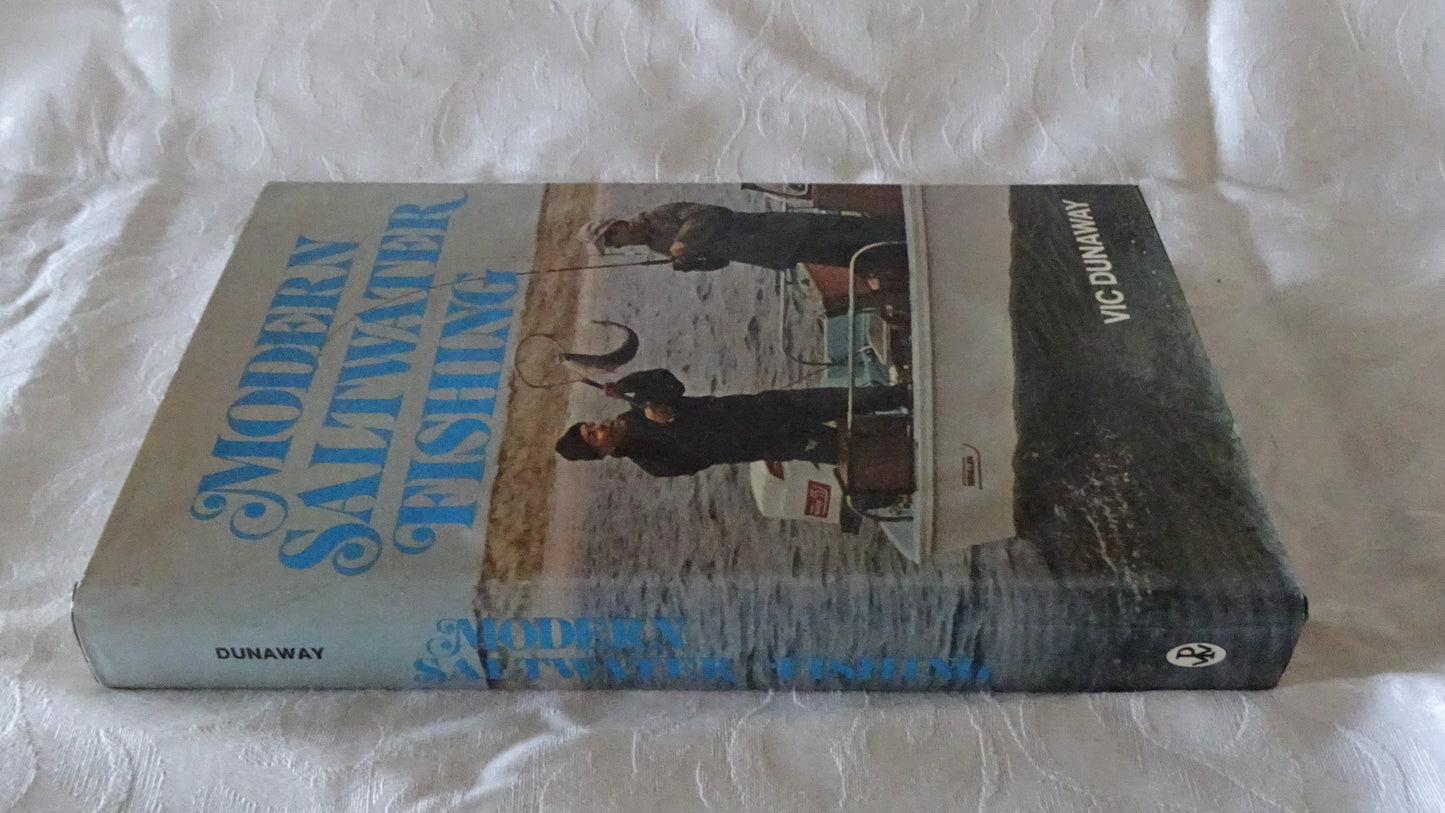 MODERN
SALTWATER
FISHING
VIC DUNAWAY
DUNAWAY
MODERN
SALTWATER FISHING